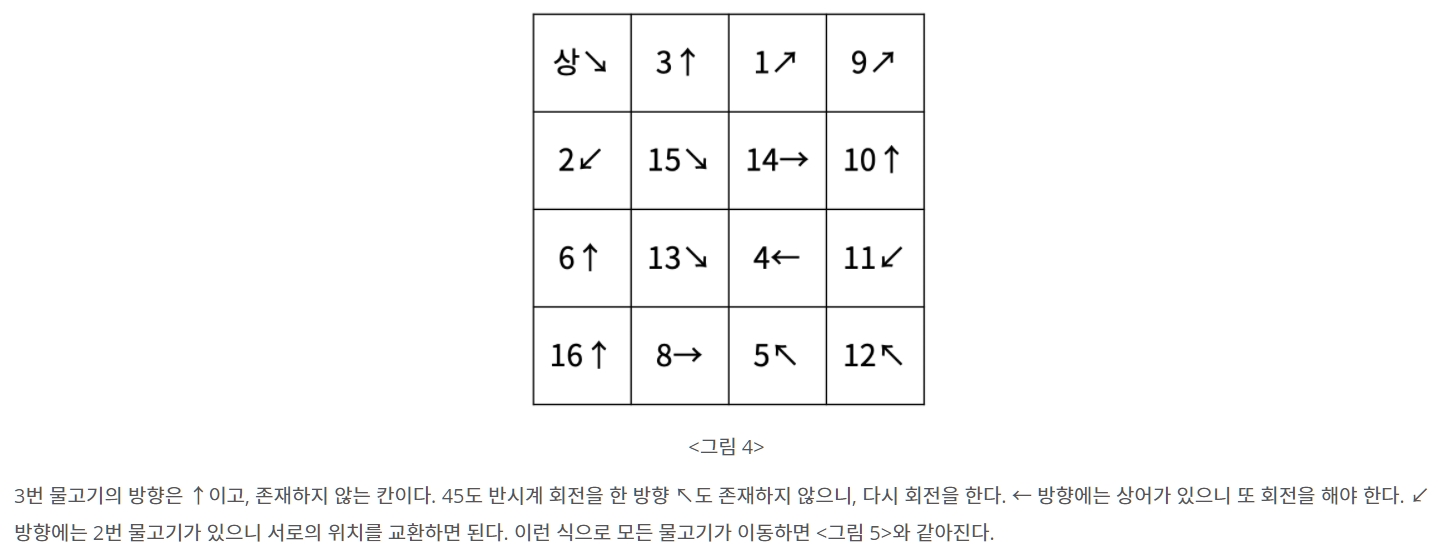 상↘ 3↑ 1↗ 9↗
2↙ 15↘ 14→ 10↑
6↑ 13↘ 4← 11↙
16↑ 8→ 5↖ 12↖
<그림 4>
3번 물고기의 방향은 ↑이고, 존재하지 않는 칸이다. 45도 반시계 회전을 한 방향 ↖도 존재하지 않으니, 다시 회전을 한다. ← 방향에는 상어가 있으니 또 회전을 해야 한다. ↙
방향에는 2번 물고기가 있으니 서로의 위치를 교환하면 된다. 이런 식으로 모든 물고기가 이동하면 <그림 5>와 같아진다.